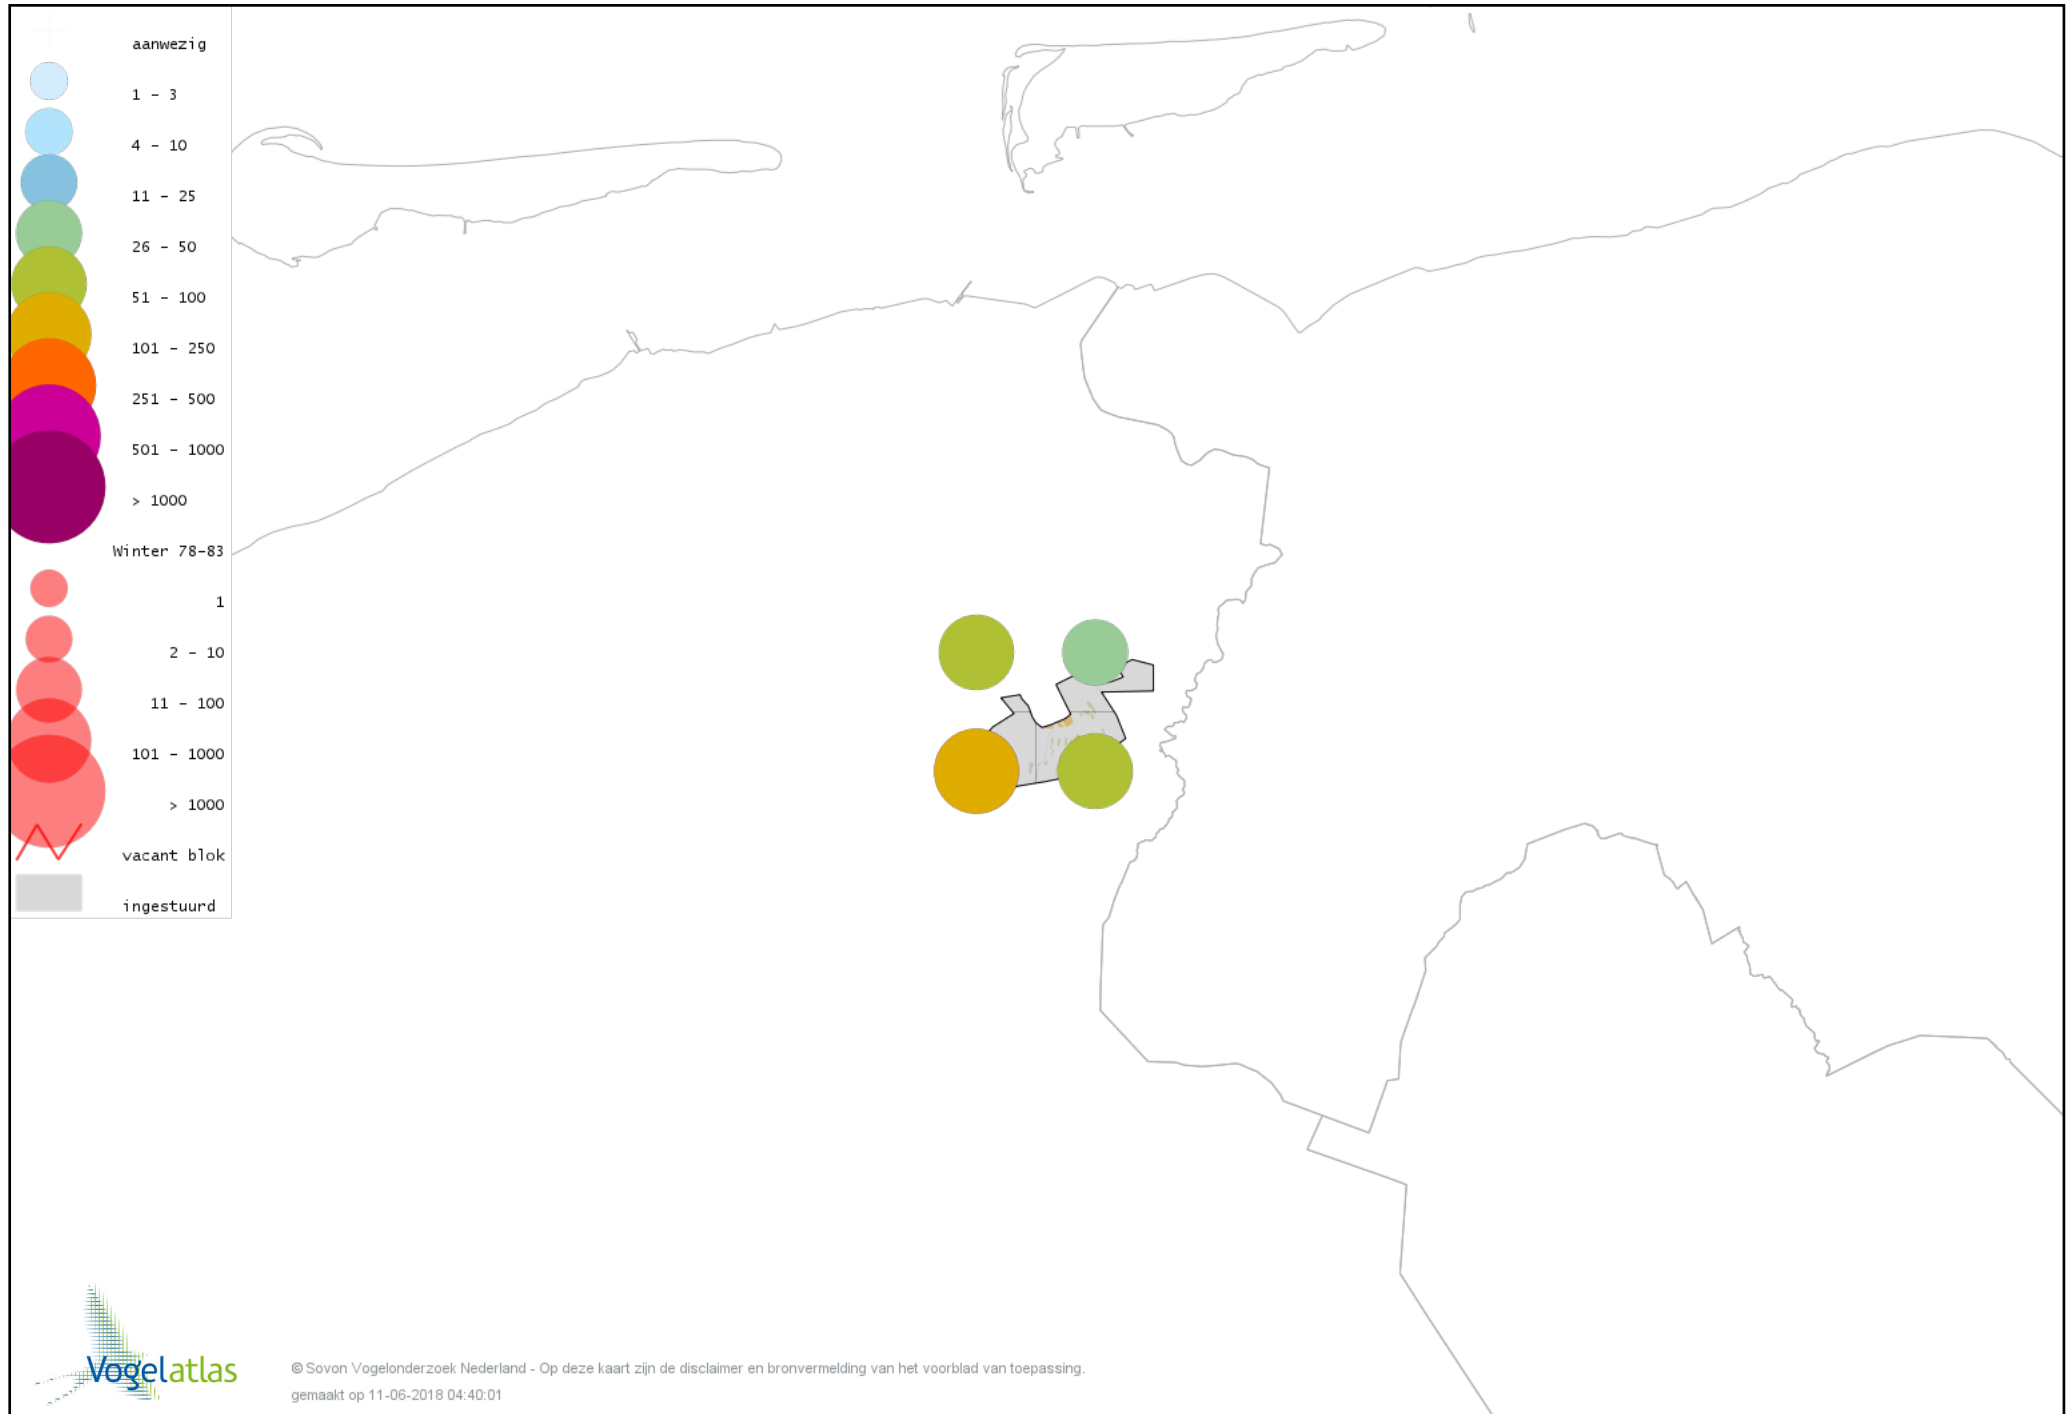 aanwezig
1 – 3
4 – 10
11 – 25
26 – 50
51 – 100
101 – 250
251 – 500
501 – 1000
> 1000
Winter 78-83
1
2 – 10
11 – 100
101 – 1000
> 1000
vacant blok
ingestuurd
Vogelatlas
© Sovon Vogelonderzoek Nederland - Op deze kaart zijn de disclaimer en bronvermelding van het voorblad van toepassing.
gemaakt op 11-06-2018 04:40:01